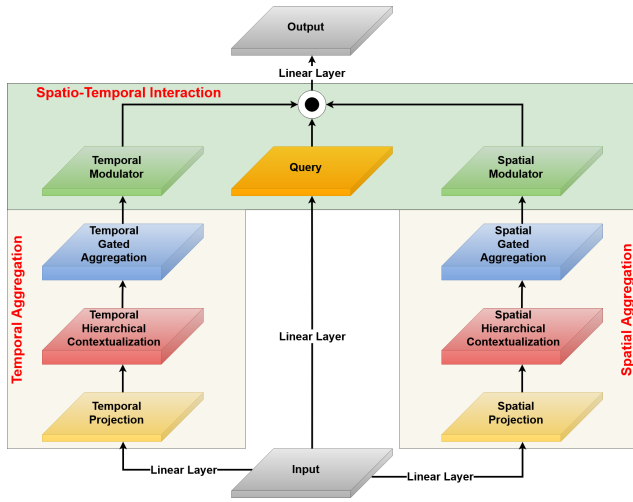 Output
Linear Layer
Spatio-Temporal Interaction
Temporal
Modulator
Query
Spatial
Modulator
Temporal Aggregation
Temporal
Gated
Aggregation
Spatial
Gated
Aggregation
Spatial Aggregation
Temporal
Hierarchical
Contextualization
Linear Layer
Spatial
Hierarchical
Contextualization
Temporal
Projection
Spatial
Projection
Linear Layer
Input
Linear Layer